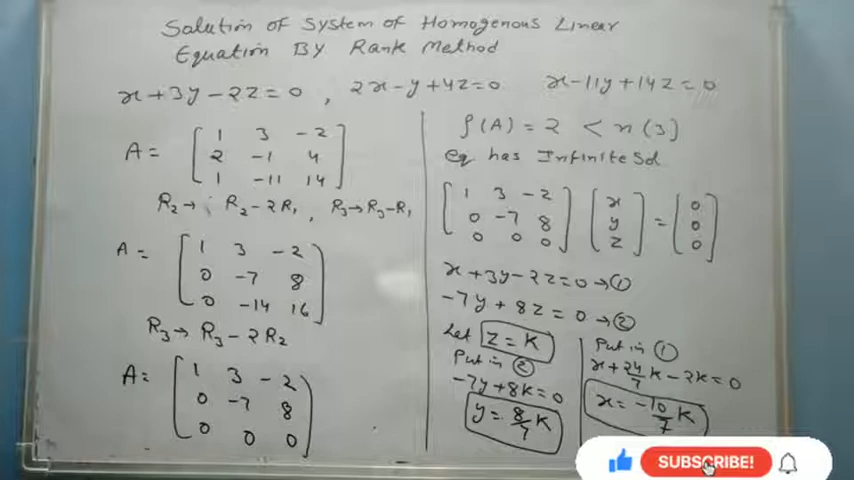 Solution of System of Homogenous Linear
Equation By Rank Method
x+3y-2z=0 , 2x-y+4z=0 x-11y+14z=0
A= [1 3 -2
2 -1 4
1 -11 14]
R2→ R2-2R1 , R3→R3-R1
A= [1 3 -2
0 -7 8
0 -14 16]
R3→ R3-2R2
A= [1 3 -2
0 -7 8
0 0 0]
ρ(A) = 2 < n(3)
eq has Infinite Sol
[1 3 -2] [x] = [0]
[0 -7 8] [y] = [0]
[0 0 0] [z] = [0]
x+3y-2z=0→①
-7y+8z=0→②
Let z=K
Put in ②
-7y+8K=0
y=8/7 K
Put in ①
x+24/7 K-2K=0
x=-10/7 K
SUBSCRIBE!